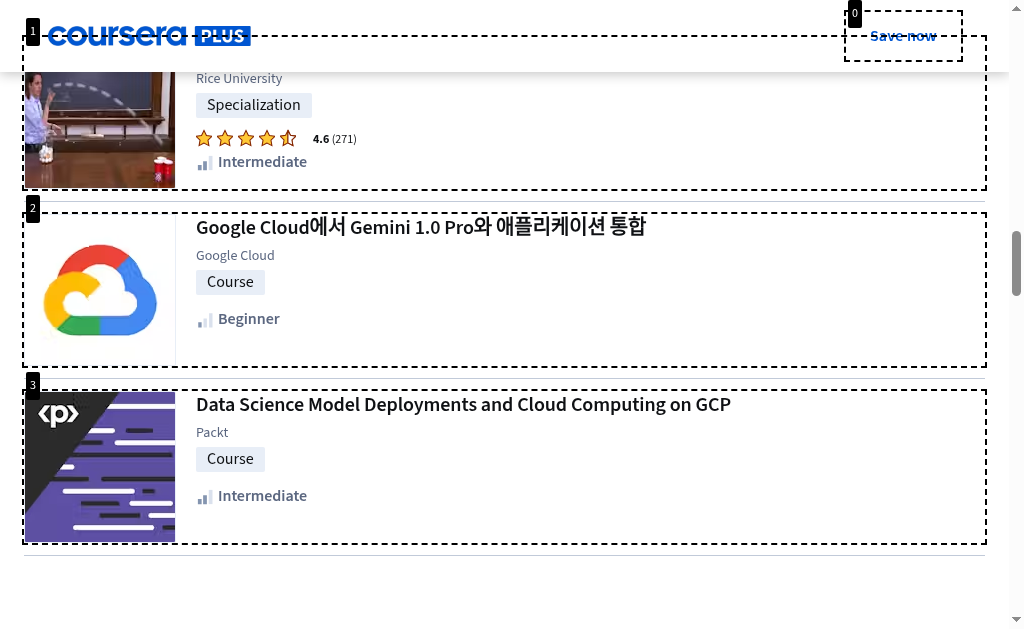 coursera PLUS
Save now
Rice University
Specialization
4.6 (271)
Intermediate
Google Cloud에서 Gemini 1.0 Pro와 애플리케이션 통합
Google Cloud
Course
Beginner
<p>
Data Science Model Deployments and Cloud Computing on GCP
Packt
Course
Intermediate
0
1
2
3